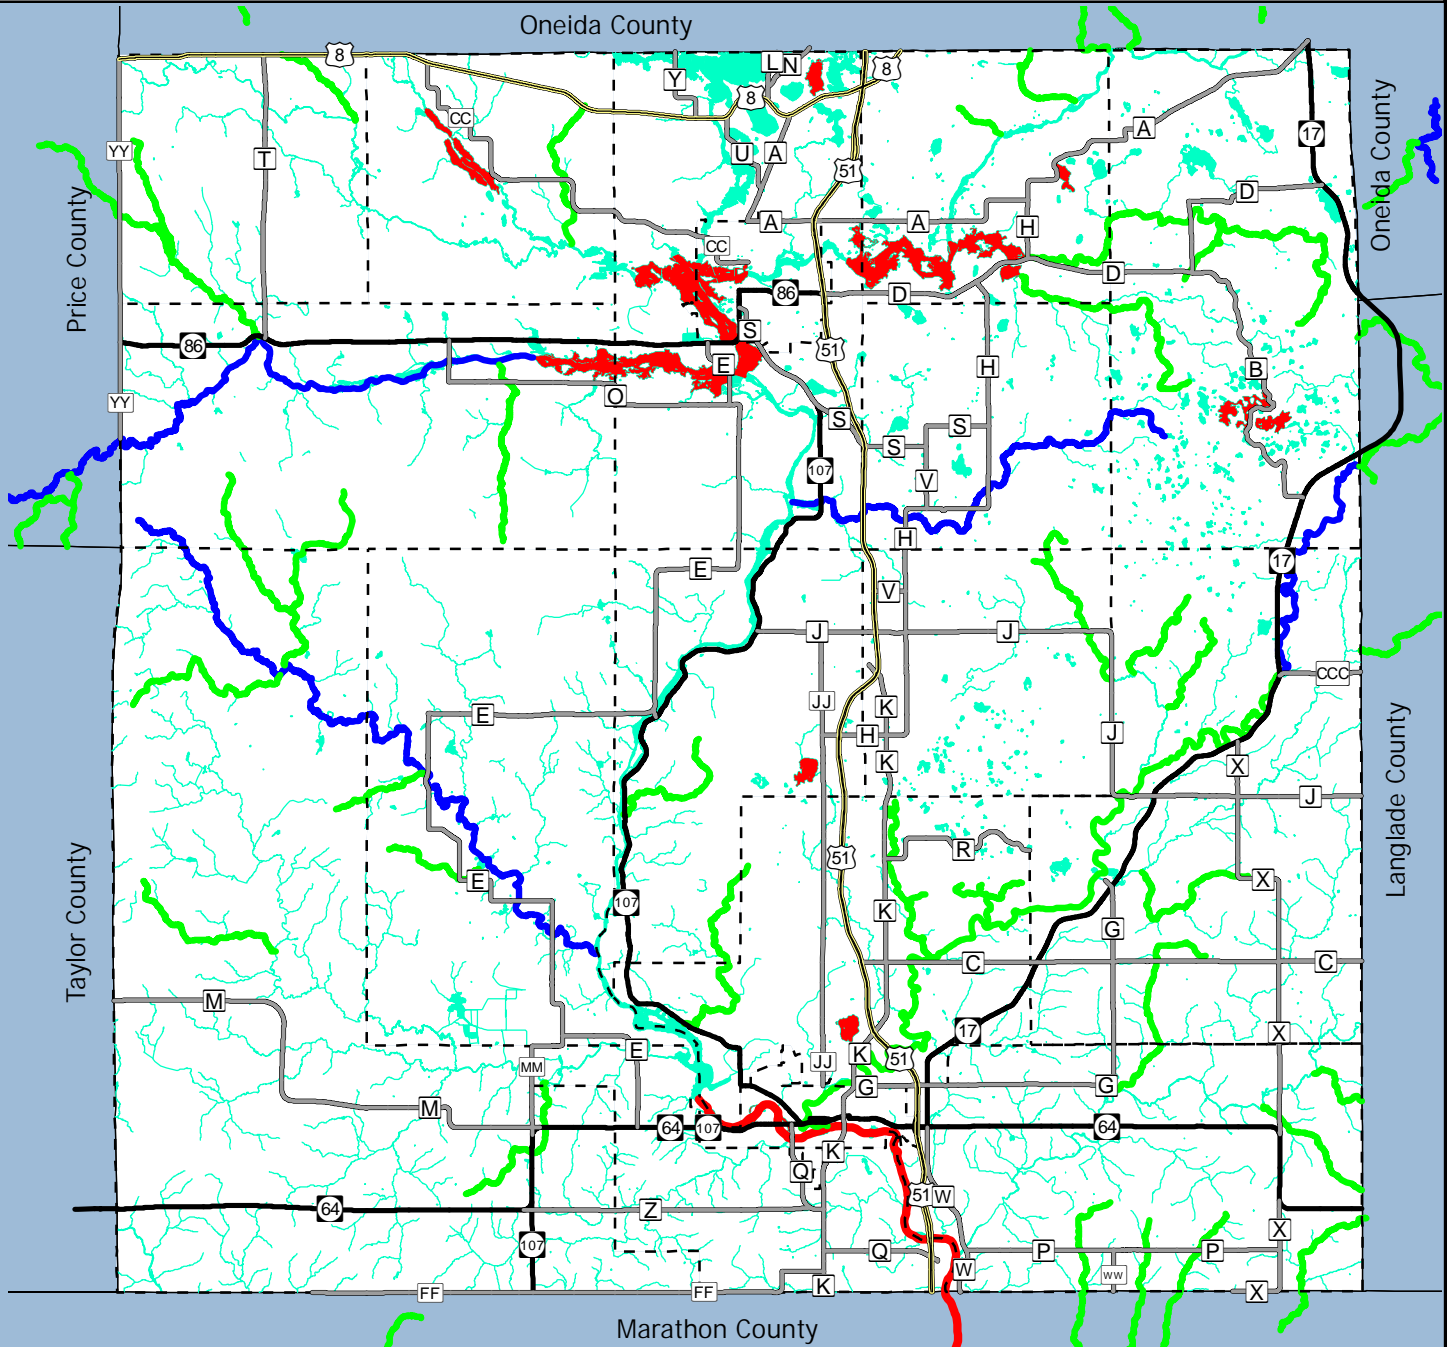 Oneida County
8
Y
L
N
8
8
CC
17
A
YY
T
U
A
51
D
Oneida County
Price County
A
A
H
CC
D
86
D
S
86
51
E
H
B
YY
O
S
S
S
107
V
H
17
E
V
J
J
CCC
JJ
K
E
H
J
K
X
J
Langlade County
51
R
Taylor County
E
X
107
K
G
C
C
M
17
X
E
K
51
JJ
MM
G
G
M
64
107
64
K
Q
51
W
64
Z
X
107
Q
P
P
W
WW
FF
FF
K
X
Marathon County